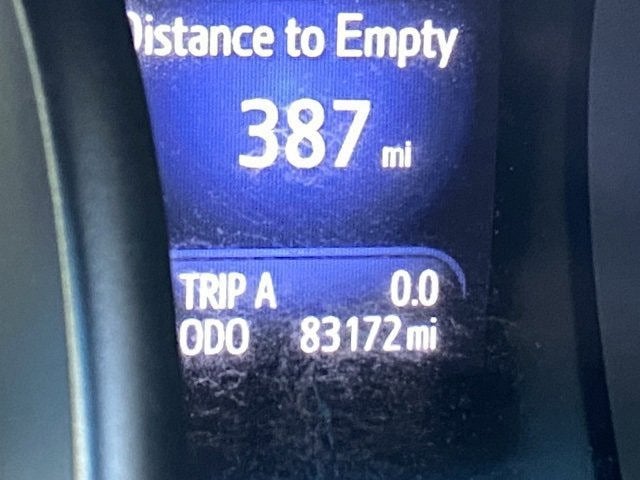 Distance to Empty
387 mi
TRIP A 0.0
ODO 83172 mi